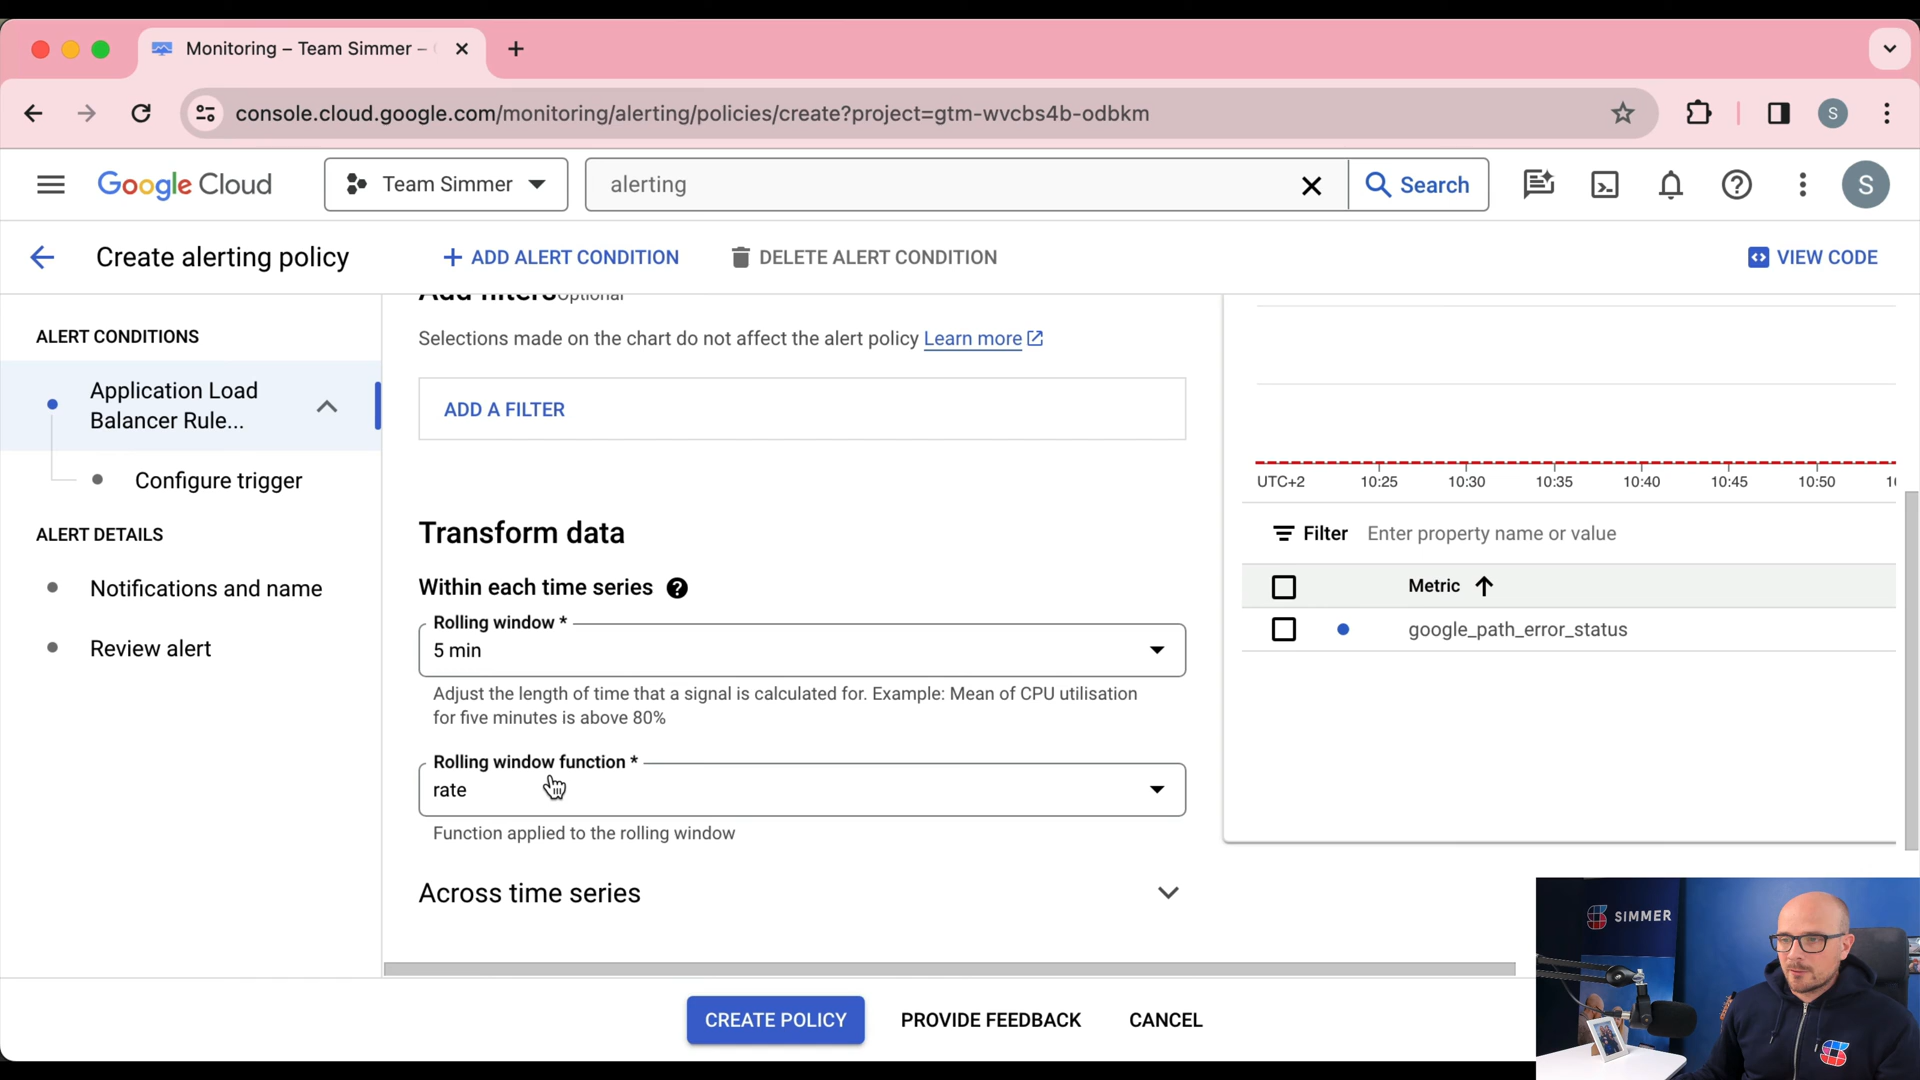 Monitoring – Team Simmer –
console.cloud.google.com/monitoring/alerting/policies/create?project=gtm-wvcbs4b-odbkm
S
Google Cloud
Team Simmer
alerting
Search
S
Create alerting policy
ADD ALERT CONDITION
DELETE ALERT CONDITION
VIEW CODE
ALERT CONDITIONS
Application Load
Balancer Rule...
Configure trigger
ALERT DETAILS
Notifications and name
Review alert
Add filters Optional
Selections made on the chart do not affect the alert policy Learn more
ADD A FILTER
Transform data
Within each time series
Rolling window *
5 min
Adjust the length of time that a signal is calculated for. Example: Mean of CPU utilisation
for five minutes is above 80%
Rolling window function *
rate
Function applied to the rolling window
Across time series
UTC+2 10:25 10:30 10:35 10:40 10:45 10:50
Filter Enter property name or value
Metric
google_path_error_status
CREATE POLICY
PROVIDE FEEDBACK
CANCEL
SIMMER